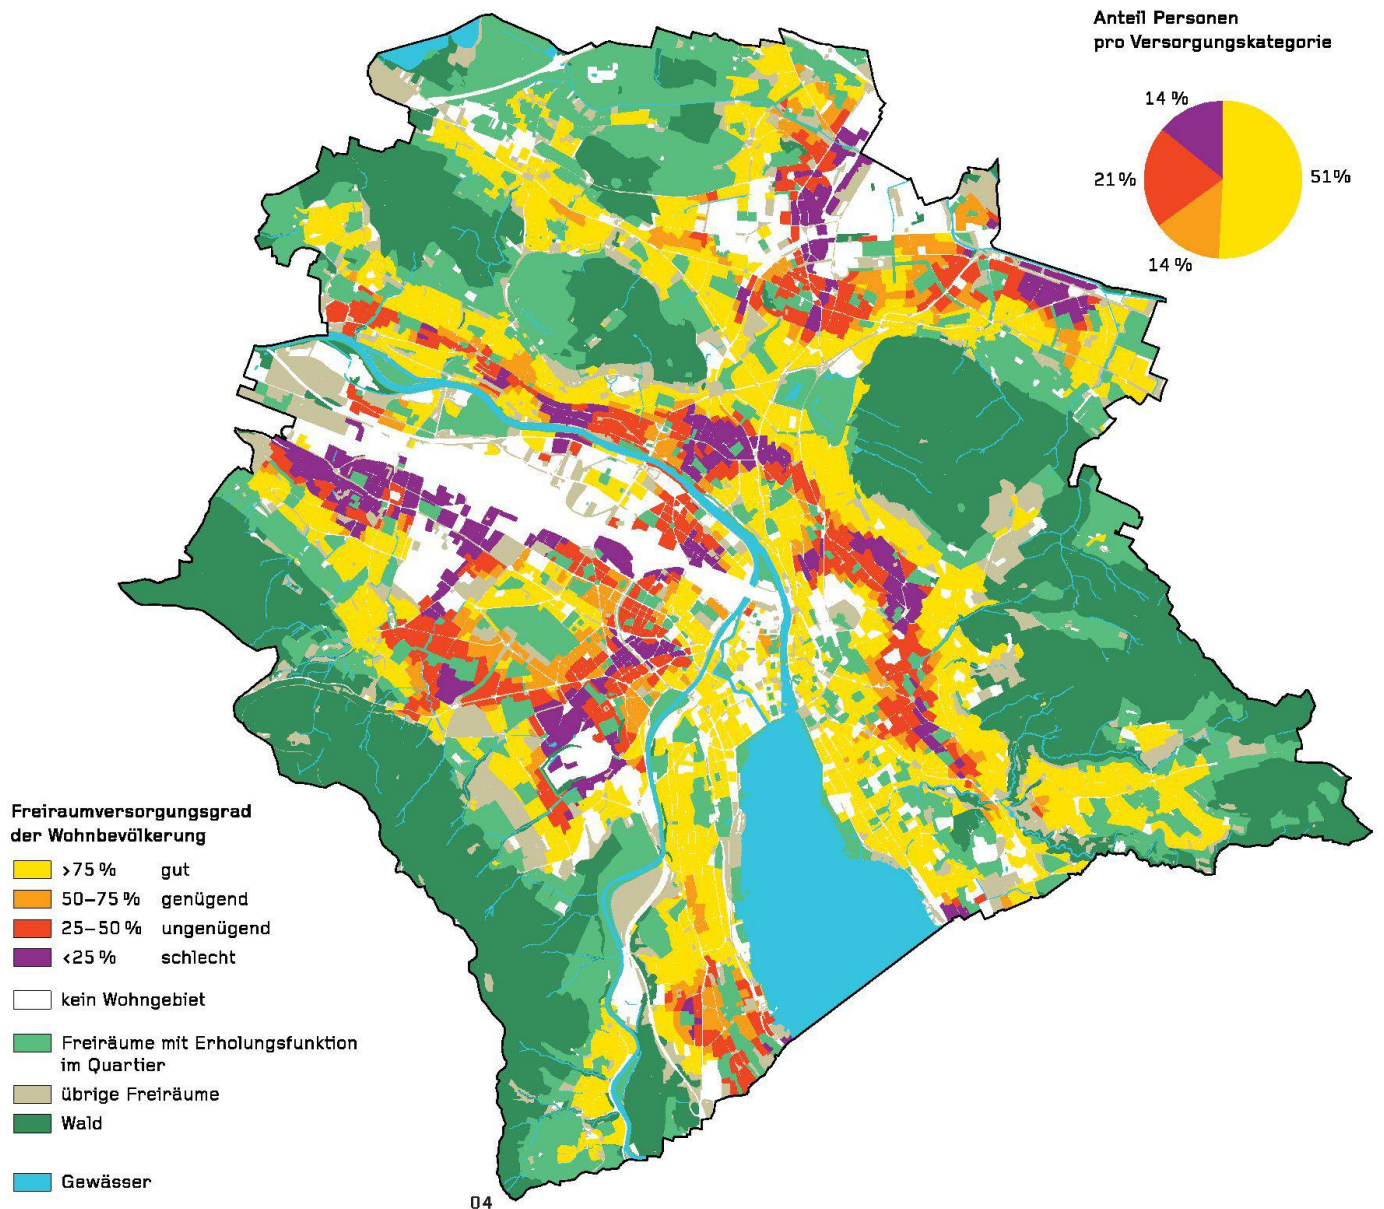 Anteil Personen
pro Versorgungskategorie
14 %
51%
21%
14 %
Freiraumversorgungsgrad
der Wohnbevölkerung
>75 % gut
50–75 % genügend
25–50 % ungenügend
<25 % schlecht
kein Wohngebiet
Freiräume mit Erholungsfunktion
im Quartier
übrige Freiräume
Wald
Gewässer
04